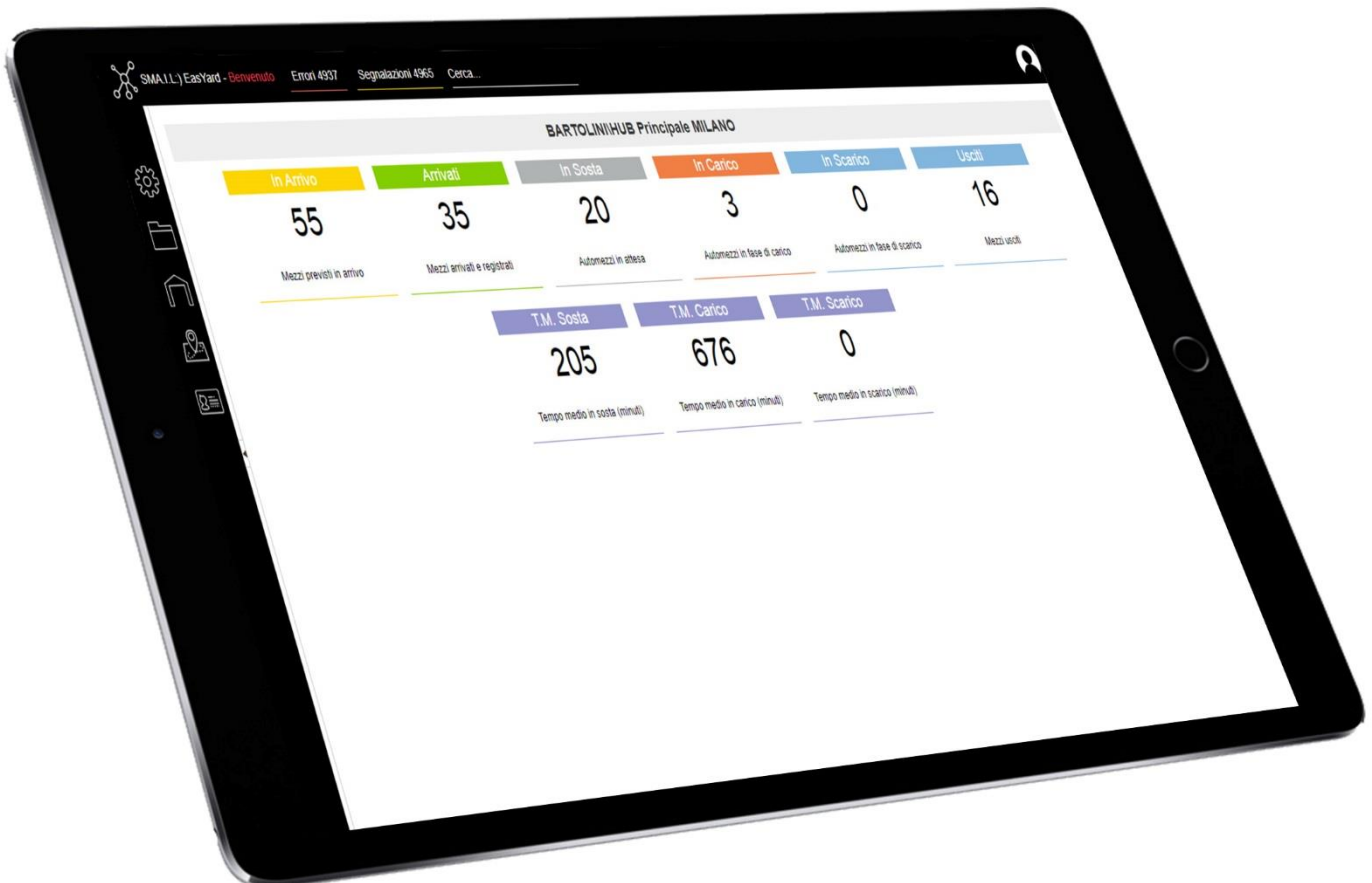 SMA.I.L:) EasYard - Benvenuto Errori 4937 Segnalazioni 4965 Cerca...
BARTOLINI\HUB Principale MILANO
In Arrivo Arrivati In Sosta In Carico In Scarico Usciti
55 35 20 3 0 16
Mezzi previsti in arrivo Mezzi arrivati e registrati Automezzi in attesa Automezzi in fase di carico Automezzi in fase di scarico Mezzi usciti
T.M. Sosta T.M. Carico T.M. Scarico
205 676 0
Tempo medio in sosta (minuti) Tempo medio in carico (minuti) Tempo medio in scarico (minuti)